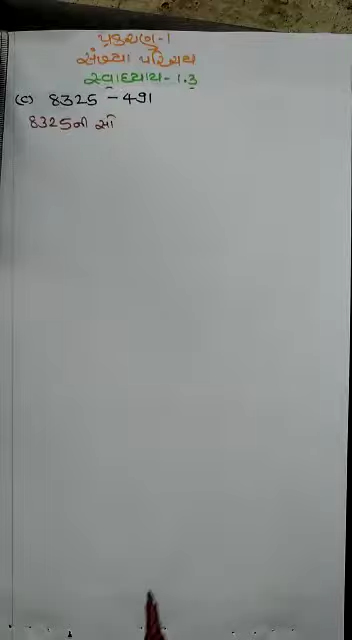 પ્રકરણ-1
સંખ્યા પરિચય
સ્વાધ્યાય-1.3
(c) 8325 - 491
8325ની સૌ